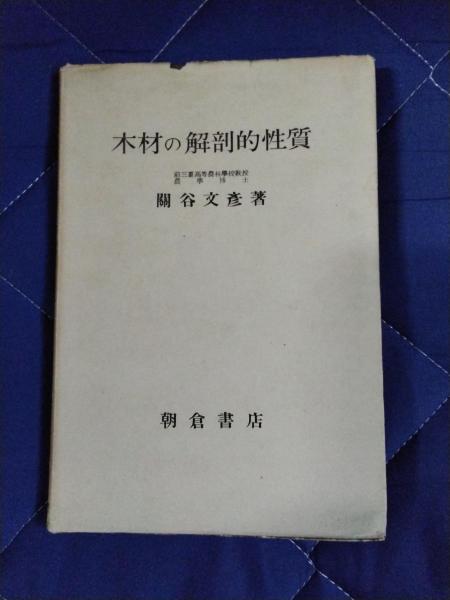 木材の解剖的性質
前三重高等農林學校教授
農學博士
關谷文彦著
朝倉書店